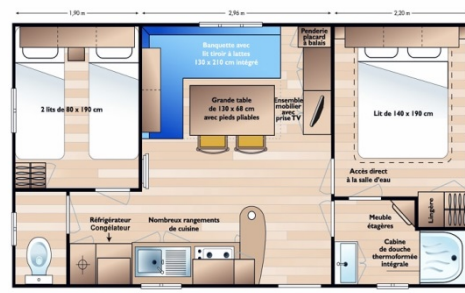 1,90 m
2,96 m
2,20 m
Penderie
placard
à balais
Banquette avec
lit tiroir à lattes
130 x 210 cm intégré
2 lits de 80 x 190 cm
Grande table
de 130 x 68 cm
avec pieds pliables
Ensemble
mobilier
avec
prise TV
Lit de 140 x 190 cm
Accès direct
à la salle d'eau
Réfrigérateur
Congélateur
Nombreux rangements
de cuisine
Meuble
étagères
Lingère
Cabine
de douche
thermoformée
intégrale